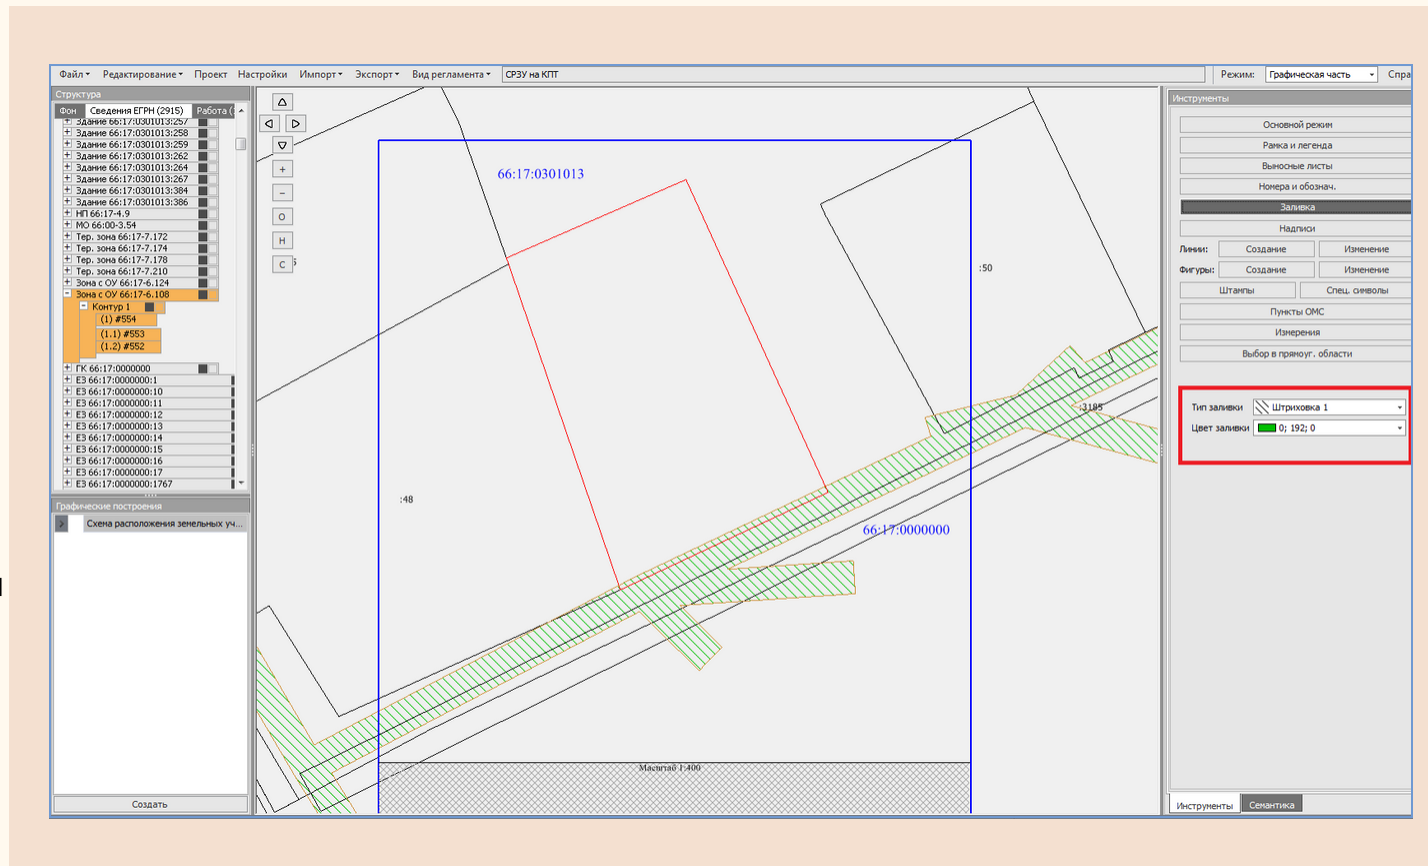 Файл Редактирование Проект Настройки Импорт Экспорт Вид регламента СРЗУ на КПТ Режим: Графическая часть Спра
Структура
Фон Сведения ЕГРН (2915) Работа (
Здание 66:17:0301013:257
Здание 66:17:0301013:258
Здание 66:17:0301013:259
Здание 66:17:0301013:262
Здание 66:17:0301013:264
Здание 66:17:0301013:267
Здание 66:17:0301013:384
Здание 66:17:0301013:386
НП 66:17-4.9
МО 66:00-3.54
Тер. зона 66:17-7.172
Тер. зона 66:17-7.174
Тер. зона 66:17-7.178
Тер. зона 66:17-7.210
Зона с ОУ 66:17-6.124
Зона с ОУ 66:17-6.108
Контур 1
(1) #554
(1.1) #553
(1.2) #552
ГК 66:17:0000000
ЕЗ 66:17:0000000:1
ЕЗ 66:17:0000000:10
ЕЗ 66:17:0000000:11
ЕЗ 66:17:0000000:12
ЕЗ 66:17:0000000:13
ЕЗ 66:17:0000000:14
ЕЗ 66:17:0000000:15
ЕЗ 66:17:0000000:16
ЕЗ 66:17:0000000:17
ЕЗ 66:17:0000000:1767
Графические построения
Схема расположения земельных уч...
Создать
+
−
О
Н
С
66:17:0301013
:50
:3185
:48
66:17:0000000
Масштаб 1:400
Инструменты
Основной режим
Рамка и легенда
Выносные листы
Номера и обознач.
Заливка
Надписи
Линии: Создание Изменение
Фигуры: Создание Изменение
Штампы Спец. символы
Пункты ОМС
Измерения
Выбор в прямоуг. области
Тип заливки Штриховка 1
Цвет заливки 0; 192; 0
Инструменты Семантика